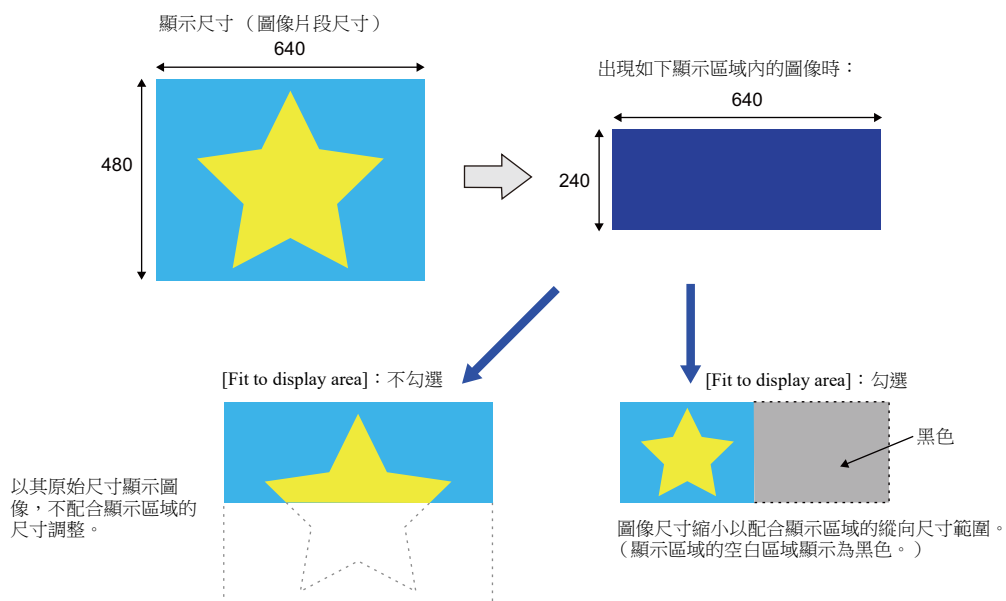 顯示尺寸（圖像片段尺寸）
640
480
出現如下顯示區域內的圖像時：
640
240
[Fit to display area]：不勾選
以其原始尺寸顯示圖
像，不配合顯示區域的
尺寸調整。
[Fit to display area]：勾選
黑色
圖像尺寸縮小以配合顯示區域的縱向尺寸範圍。
（顯示區域的空白區域顯示為黑色。）